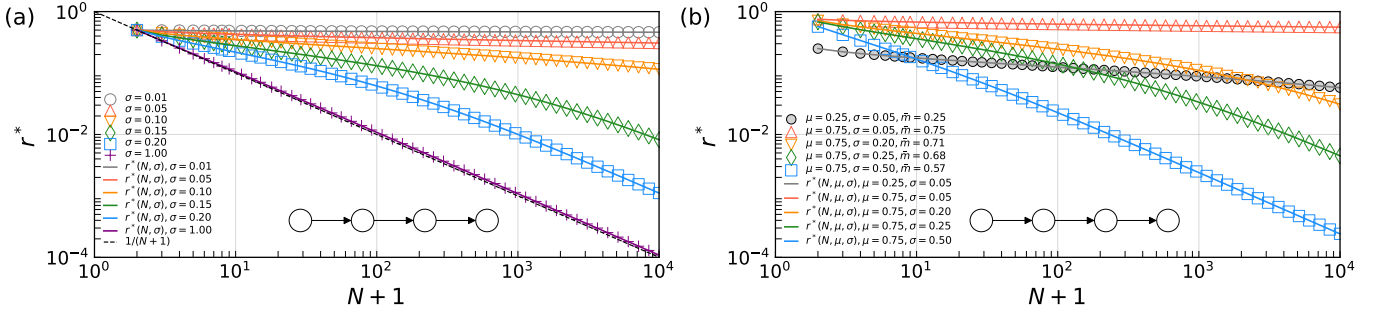 (a)
r*
10^0
10^-2
10^-4
σ = 0.01
σ = 0.05
σ = 0.10
σ = 0.15
σ = 0.20
σ = 1.00
r*(N, σ), σ = 0.01
r*(N, σ), σ = 0.05
r*(N, σ), σ = 0.10
r*(N, σ), σ = 0.15
r*(N, σ), σ = 0.20
r*(N, σ), σ = 1.00
1/(N + 1)
10^0 10^1 10^2 10^3 10^4
N + 1
(b)
r*
10^0
10^-2
10^-4
μ = 0.25, σ = 0.05, m̄ = 0.25
μ = 0.75, σ = 0.05, m̄ = 0.75
μ = 0.75, σ = 0.20, m̄ = 0.71
μ = 0.75, σ = 0.25, m̄ = 0.68
μ = 0.75, σ = 0.50, m̄ = 0.57
r*(N, μ, σ), μ = 0.25, σ = 0.05
r*(N, μ, σ), μ = 0.75, σ = 0.05
r*(N, μ, σ), μ = 0.75, σ = 0.20
r*(N, μ, σ), μ = 0.75, σ = 0.25
r*(N, μ, σ), μ = 0.75, σ = 0.50
10^0 10^1 10^2 10^3 10^4
N + 1